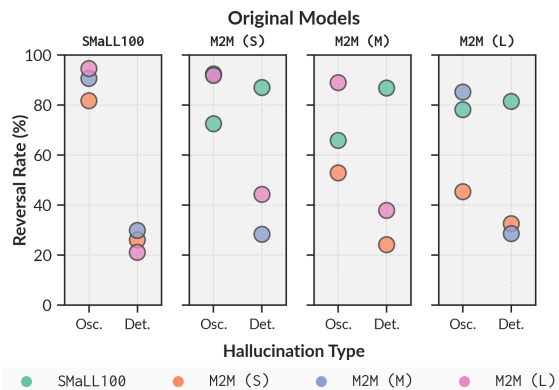 Original Models
SMaLL100 M2M (S) M2M (M) M2M (L)
100
80
60
40
20
0
Reversal Rate (%)
Osc. Det. Osc. Det. Osc. Det. Osc. Det.
Hallucination Type
SMaLL100 M2M (S) M2M (M) M2M (L)